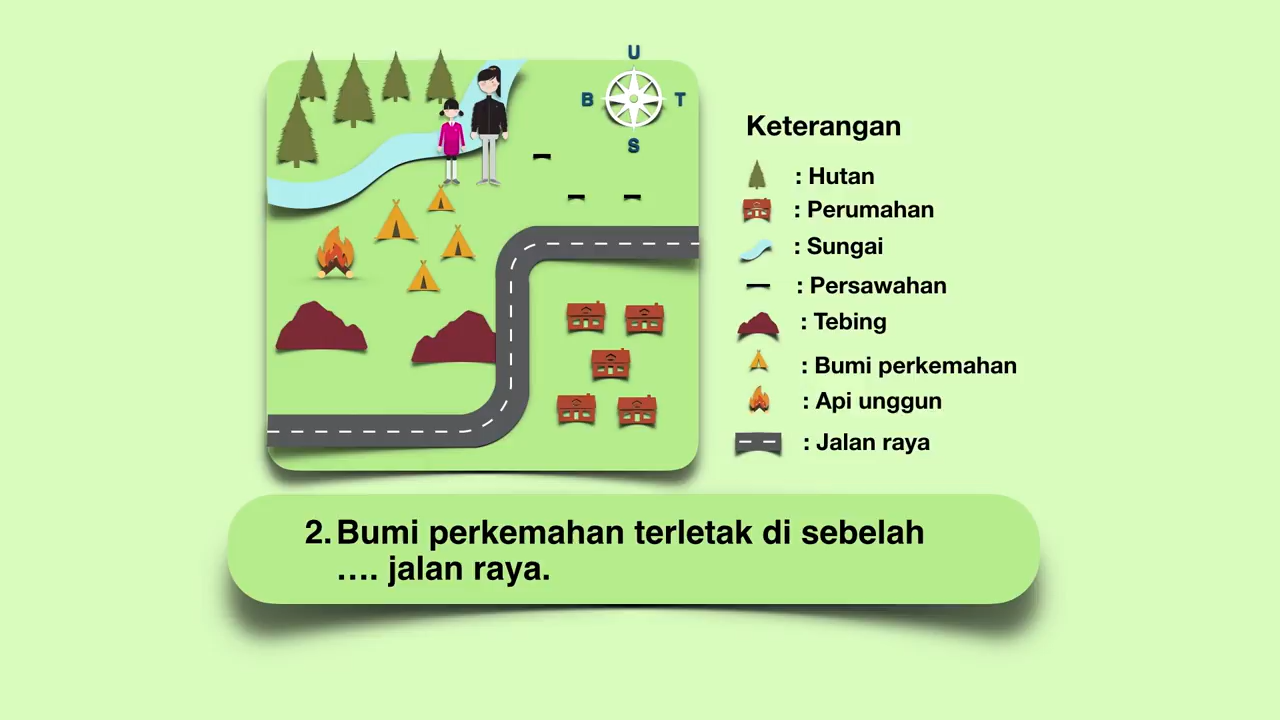 U
B T
S
Keterangan
: Hutan
: Perumahan
: Sungai
: Persawahan
: Tebing
: Bumi perkemahan
: Api unggun
: Jalan raya
2. Bumi perkemahan terletak di sebelah
.... jalan raya.